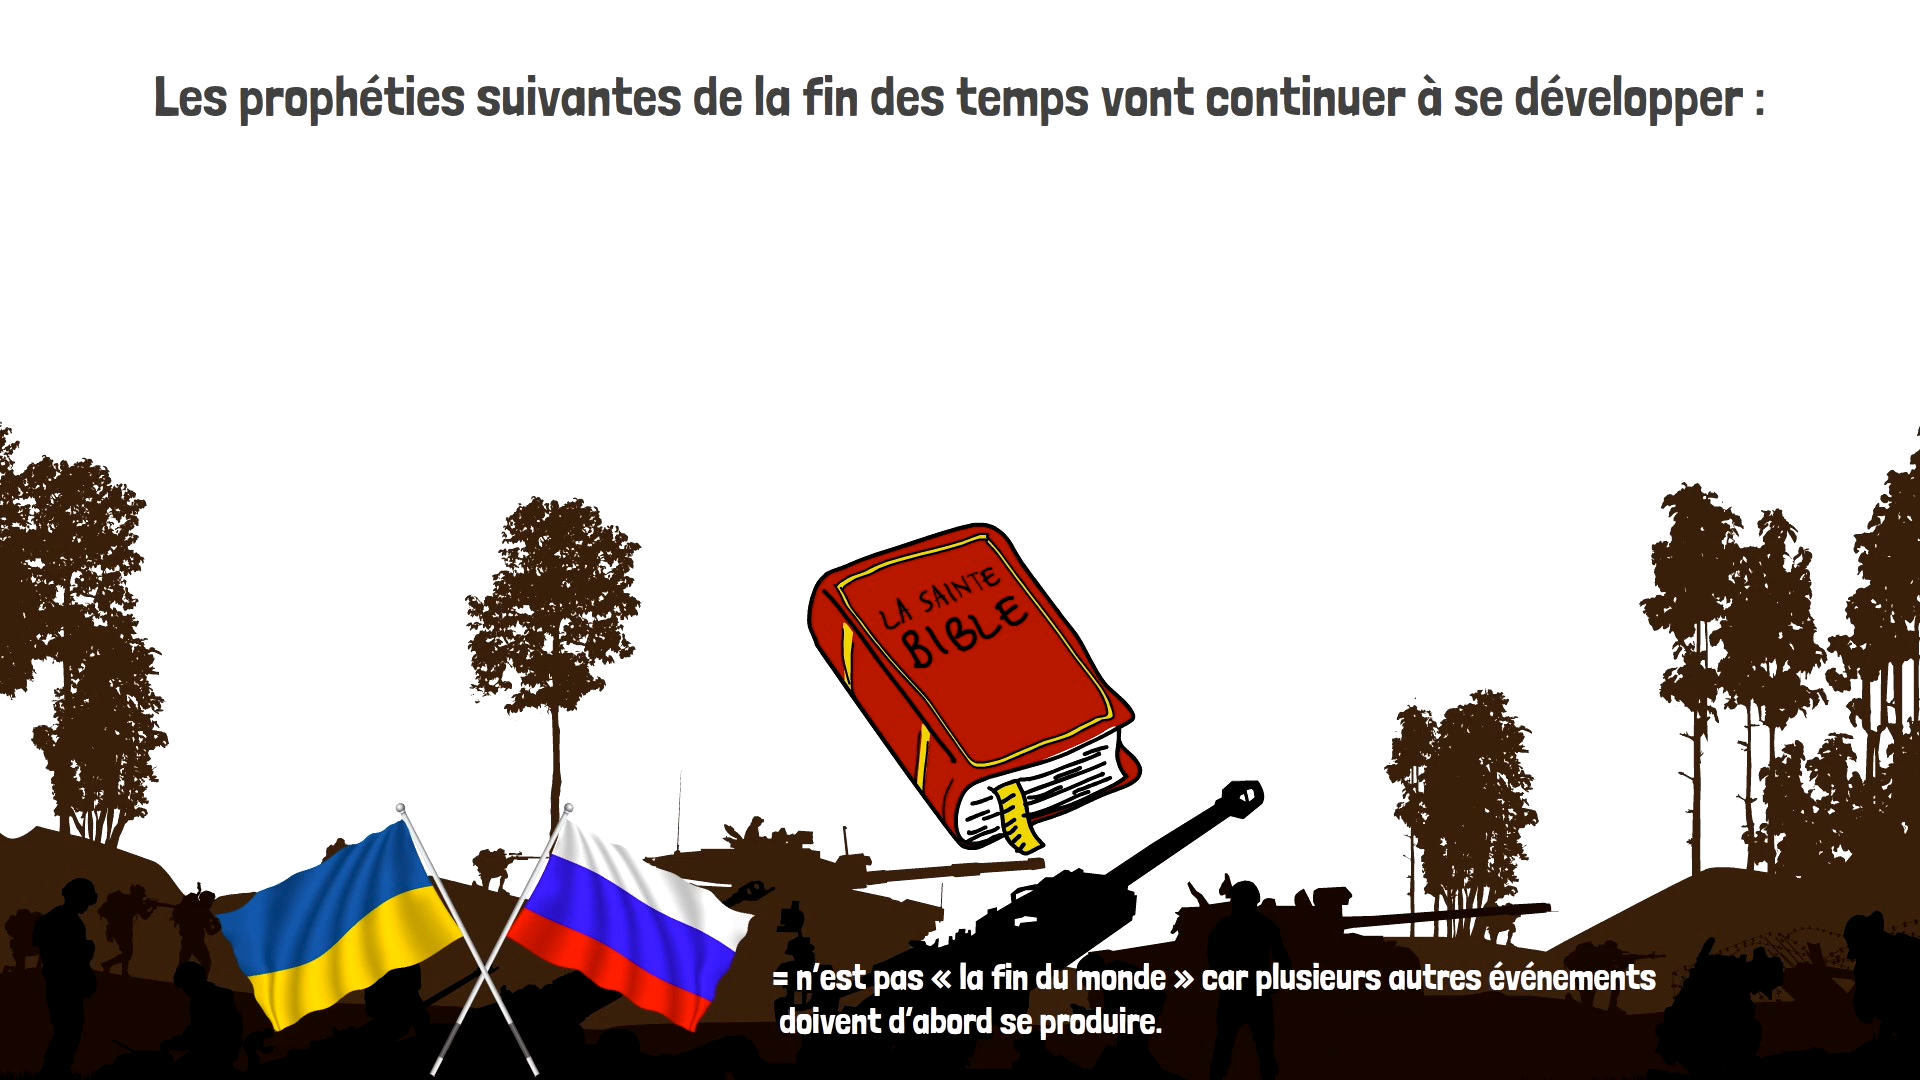 Les prophéties suivantes de la fin des temps vont continuer à se développer :
LA SAINTE
BIBLE
= n'est pas « la fin du monde » car plusieurs autres événements
doivent d'abord se produire.